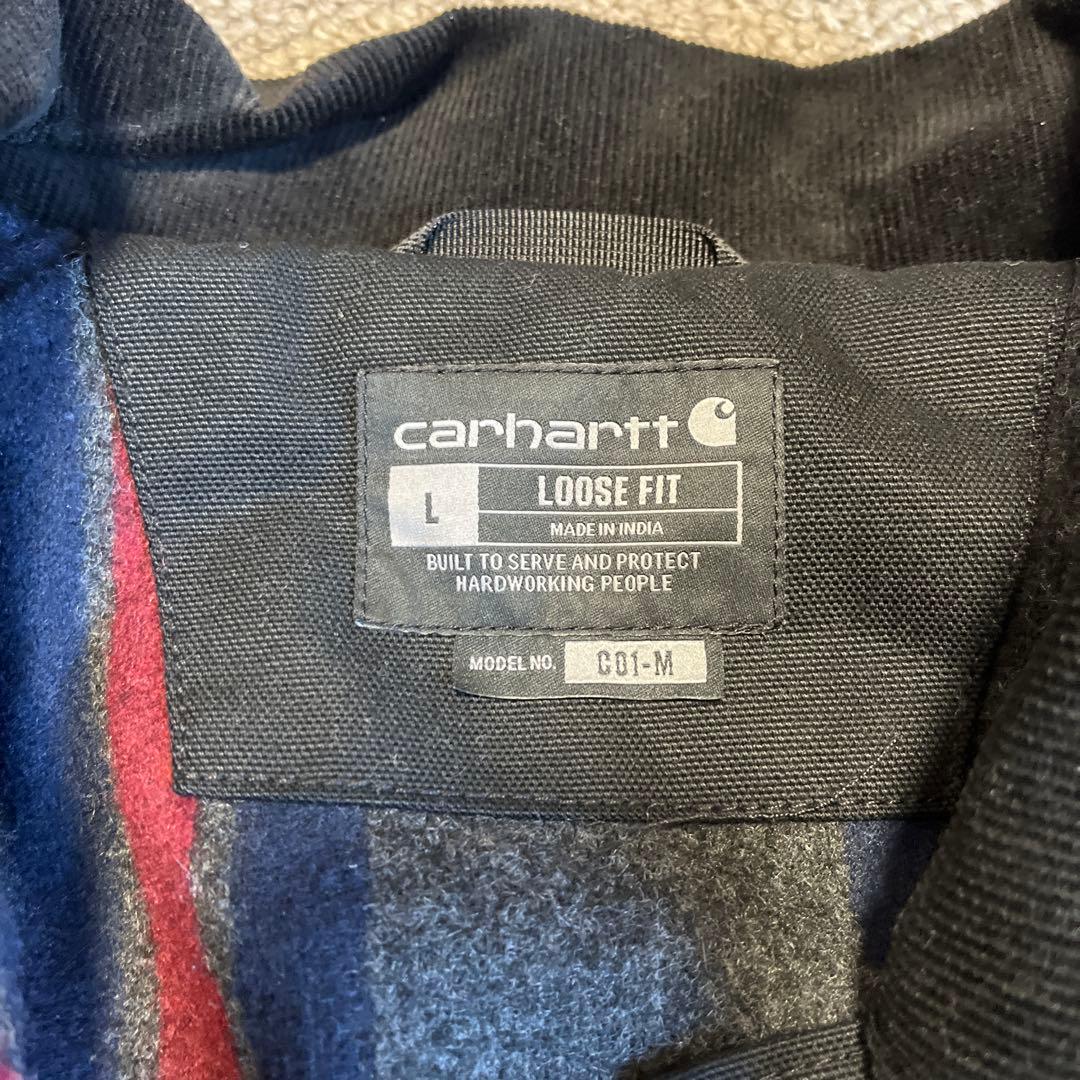 carhartt
L LOOSE FIT
MADE IN INDIA
BUILT TO SERVE AND PROTECT
HARDWORKING PEOPLE
MODEL NO. C01-M